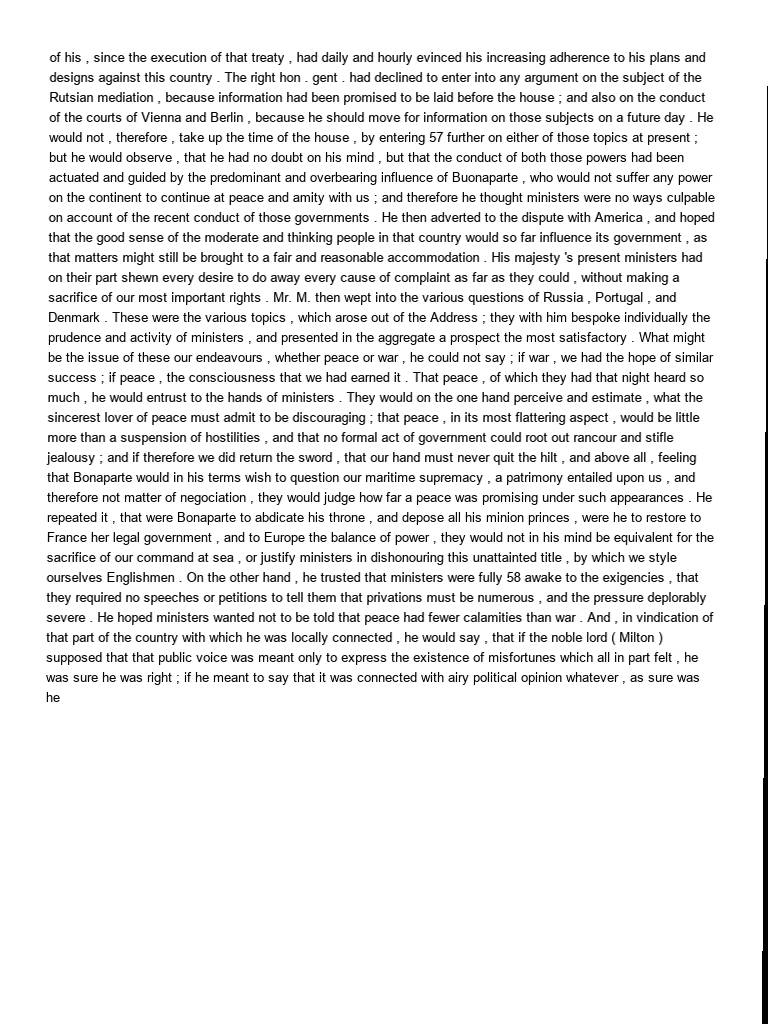 of his , since the execution of that treaty , had daily and hourly evinced his increasing adherence to his plans and
designs against this country . The right hon . gent . had declined to enter into any argument on the subject of the
Rutsian mediation , because information had been promised to be laid before the house ; and also on the conduct
of the courts of Vienna and Berlin , because he should move for information on those subjects on a future day . He
would not , therefore , take up the time of the house , by entering 57 further on either of those topics at present ;
but he would observe , that he had no doubt on his mind , but that the conduct of both those powers had been
actuated and guided by the predominant and overbearing influence of Buonaparte , who would not suffer any power
on the continent to continue at peace and amity with us ; and therefore he thought ministers were no ways culpable
on account of the recent conduct of those governments . He then adverted to the dispute with America , and hoped
that the good sense of the moderate and thinking people in that country would so far influence its government , as
that matters might still be brought to a fair and reasonable accommodation . His majesty 's present ministers had
on their part shewn every desire to do away every cause of complaint as far as they could , without making a
sacrifice of our most important rights . Mr. M. then wept into the various questions of Russia , Portugal , and
Denmark . These were the various topics , which arose out of the Address ; they with him bespoke individually the
prudence and activity of ministers , and presented in the aggregate a prospect the most satisfactory . What might
be the issue of these our endeavours , whether peace or war , he could not say ; if war , we had the hope of similar
success ; if peace , the consciousness that we had earned it . That peace , of which they had that night heard so
much , he would entrust to the hands of ministers . They would on the one hand perceive and estimate , what the
sincerest lover of peace must admit to be discouraging ; that peace , in its most flattering aspect , would be little
more than a suspension of hostilities , and that no formal act of government could root out rancour and stifle
jealousy ; and if therefore we did return the sword , that our hand must never quit the hilt , and above all , feeling
that Bonaparte would in his terms wish to question our maritime supremacy , a patrimony entailed upon us , and
therefore not matter of negociation , they would judge how far a peace was promising under such appearances . He
repeated it , that were Bonaparte to abdicate his throne , and depose all his minion princes , were he to restore to
France her legal government , and to Europe the balance of power , they would not in his mind be equivalent for the
sacrifice of our command at sea , or justify ministers in dishonouring this unattainted title , by which we style
ourselves Englishmen . On the other hand , he trusted that ministers were fully 58 awake to the exigencies , that
they required no speeches or petitions to tell them that privations must be numerous , and the pressure deplorably
severe . He hoped ministers wanted not to be told that peace had fewer calamities than war . And , in vindication of
that part of the country with which he was locally connected , he would say , that if the noble lord ( Milton )
supposed that that public voice was meant only to express the existence of misfortunes which all in part felt , he
was sure he was right ; if he meant to say that it was connected with airy political opinion whatever , as sure was
he